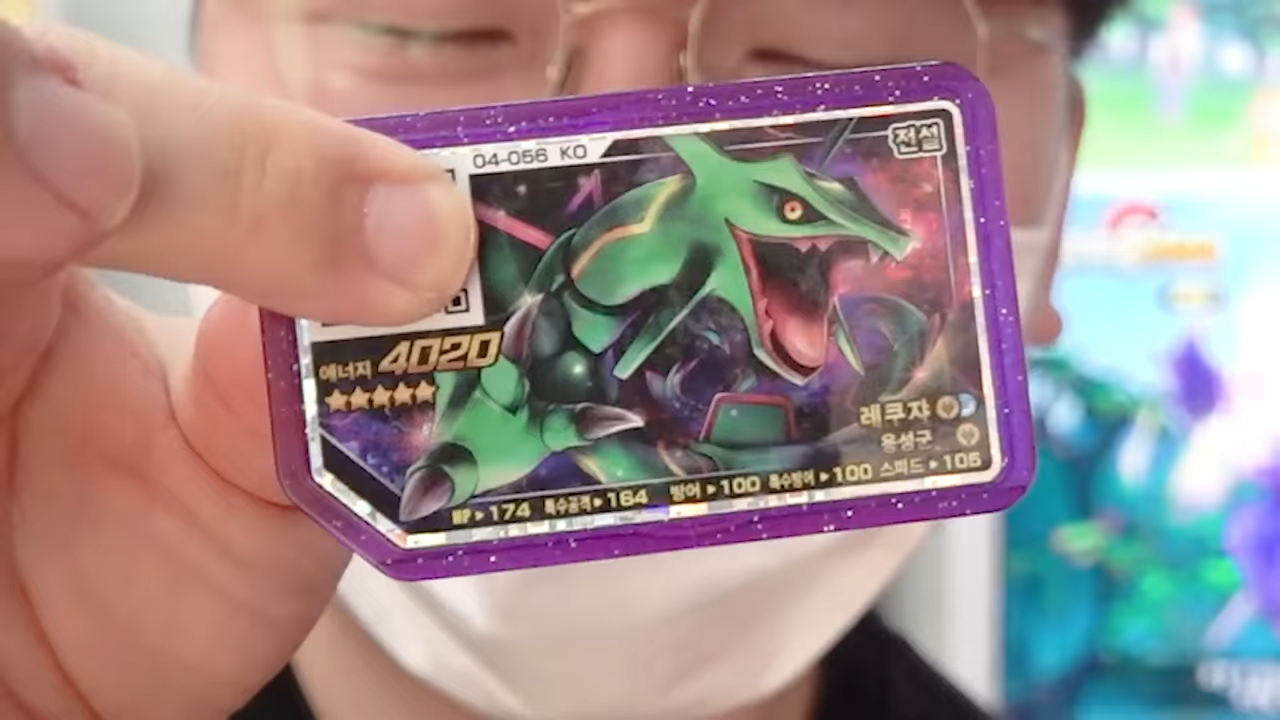 04-056 KO
전설
에너지 4020
레쿠쟈
용성군
HP▶174 특수공격▶164 방어▶100 특수방어▶100 스피드▶105